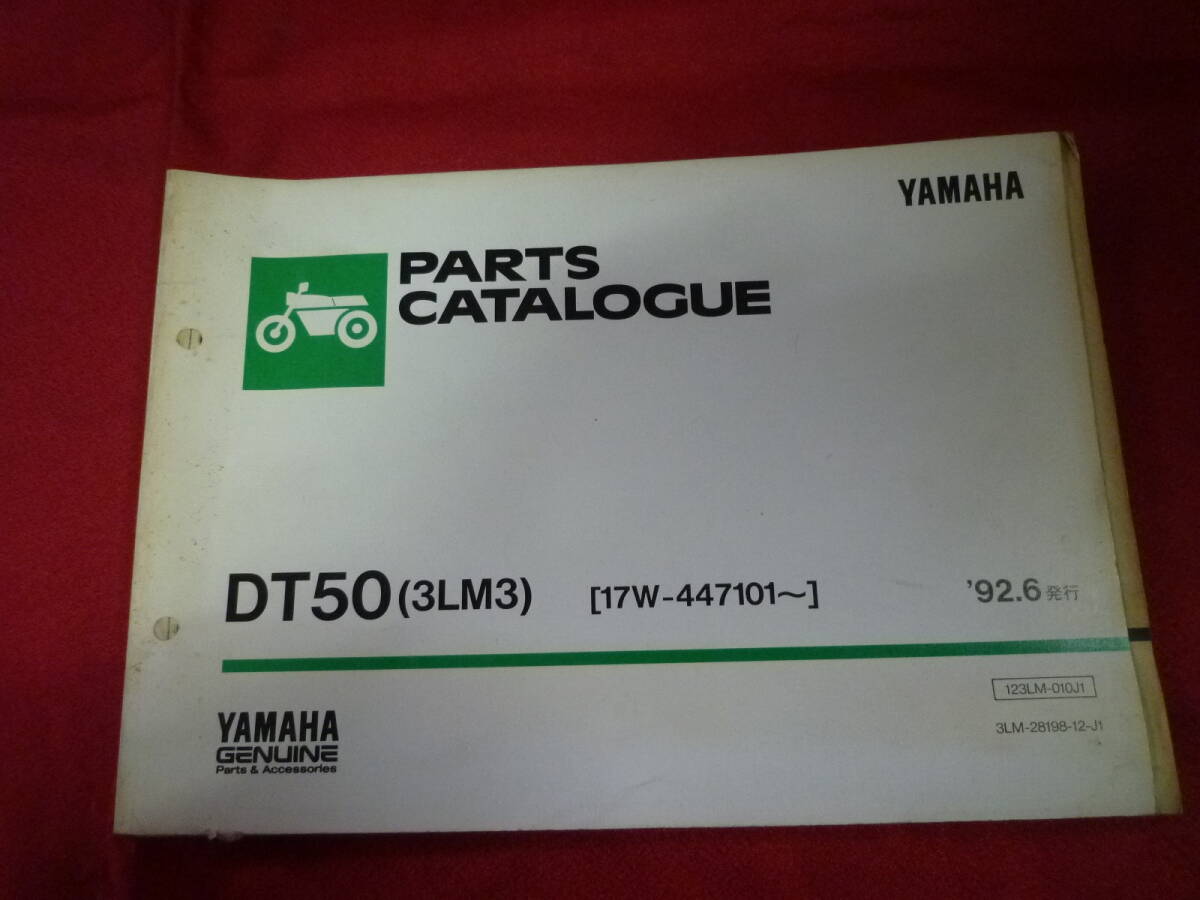 YAMAHA
PARTS
CATALOGUE
DT50 (3LM3) [17W-447101〜] '92.6 発行
123LM-010J1
3LM-28198-12-J1
YAMAHA
GENUINE
Parts & Accessories